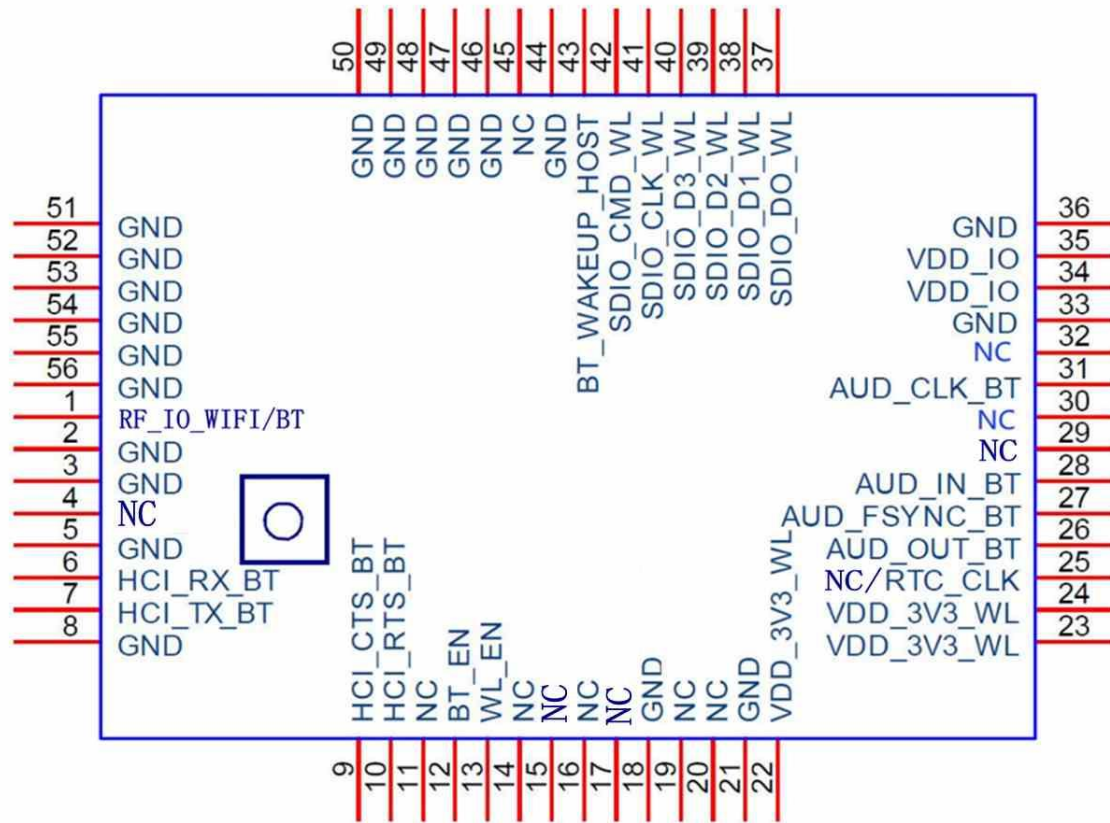 50
49
48
47
46
45
44
43
42
41
40
39
38
37
GND
GND
GND
GND
GND
NC
GND
BT_WAKEUP_HOST
SDIO_CMD_WL
SDIO_CLK_WL
SDIO_D3_WL
SDIO_D2_WL
SDIO_D1_WL
SDIO_DO_WL
51 GND
52 GND
53 GND
54 GND
55 GND
56 GND
1 RF_IO_WIFI/BT
2 GND
3 GND
4 NC
5 GND
6 HCI_RX_BT
7 HCI_TX_BT
8 GND
GND 36
VDD_IO 35
VDD_IO 34
GND 33
NC 32
AUD_CLK_BT 31
NC 30
NC 29
AUD_IN_BT 28
AUD_FSYNC_BT 27
AUD_OUT_BT 26
NC/RTC_CLK 25
VDD_3V3_WL 24
VDD_3V3_WL 23
HCI_CTS_BT
HCI_RTS_BT
NC
BT_EN
WL_EN
NC
NC
NC
NC
GND
NC
NC
GND
VDD_3V3_WL
9
10
11
12
13
14
15
16
17
18
19
20
21
22